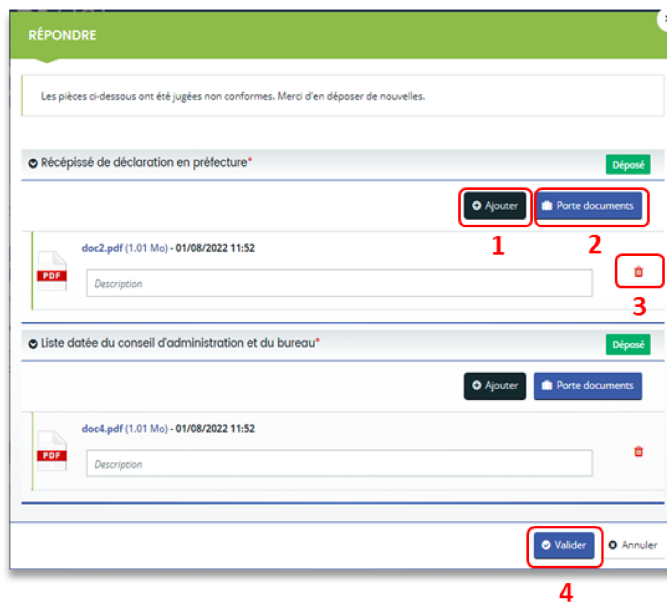 RÉPONDRE
Les pièces ci-dessous ont été jugées non conformes. Merci d'en déposer de nouvelles.
Récépissé de déclaration en préfecture*
Déposé
Ajouter
Porte documents
1
2
doc2.pdf (1.01 Mo) - 01/08/2022 11:52
PDF
Description
3
Liste datée du conseil d'administration et du bureau*
Déposé
Ajouter
Porte documents
doc4.pdf (1.01 Mo) - 01/08/2022 11:52
PDF
Description
Valider
Annuler
4